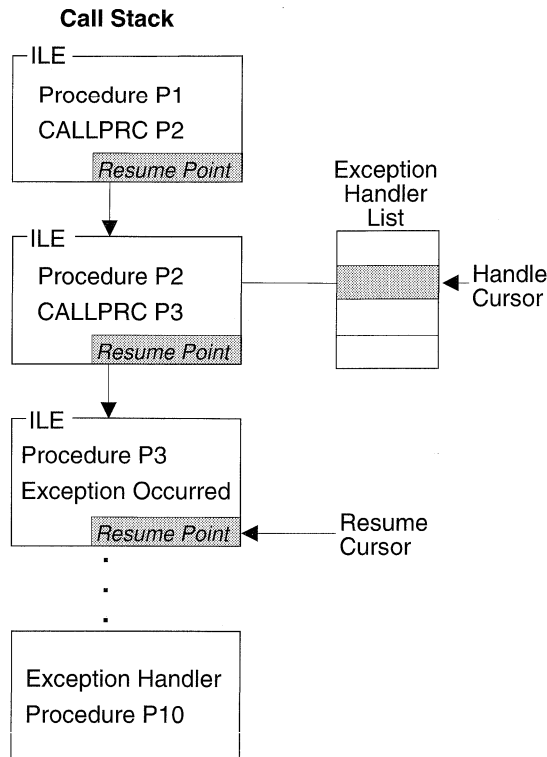 Call Stack
ILE
Procedure P1
CALLPRC P2
Resume Point
Exception
Handler
List
ILE
Procedure P2
CALLPRC P3
Resume Point
Handle
Cursor
ILE
Procedure P3
Exception Occurred
Resume Point
Resume
Cursor
Exception Handler
Procedure P10